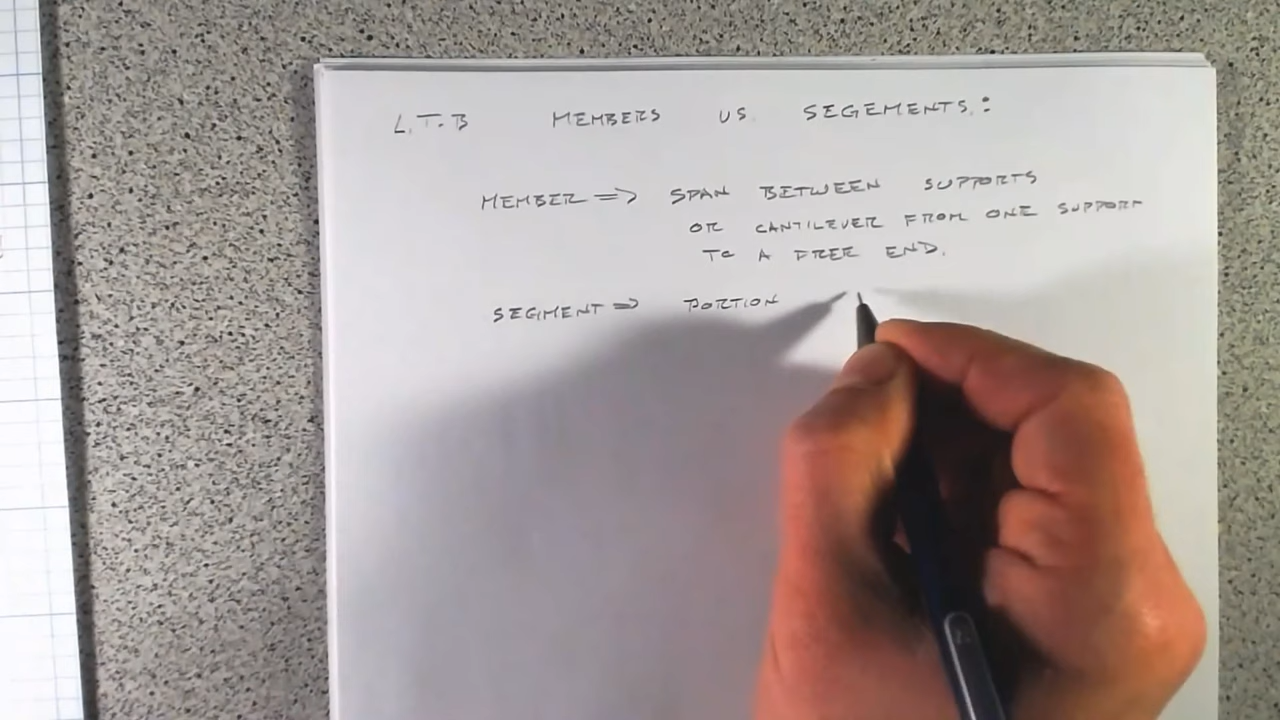 L.T.B MEMBERS VS. SEGEMENTS:
MEMBER ⇒ SPAN BETWEEN SUPPORTS
OR CANTILEVER FROM ONE SUPPORT
TO A FREE END.
SEGMENT ⇒ PORTION